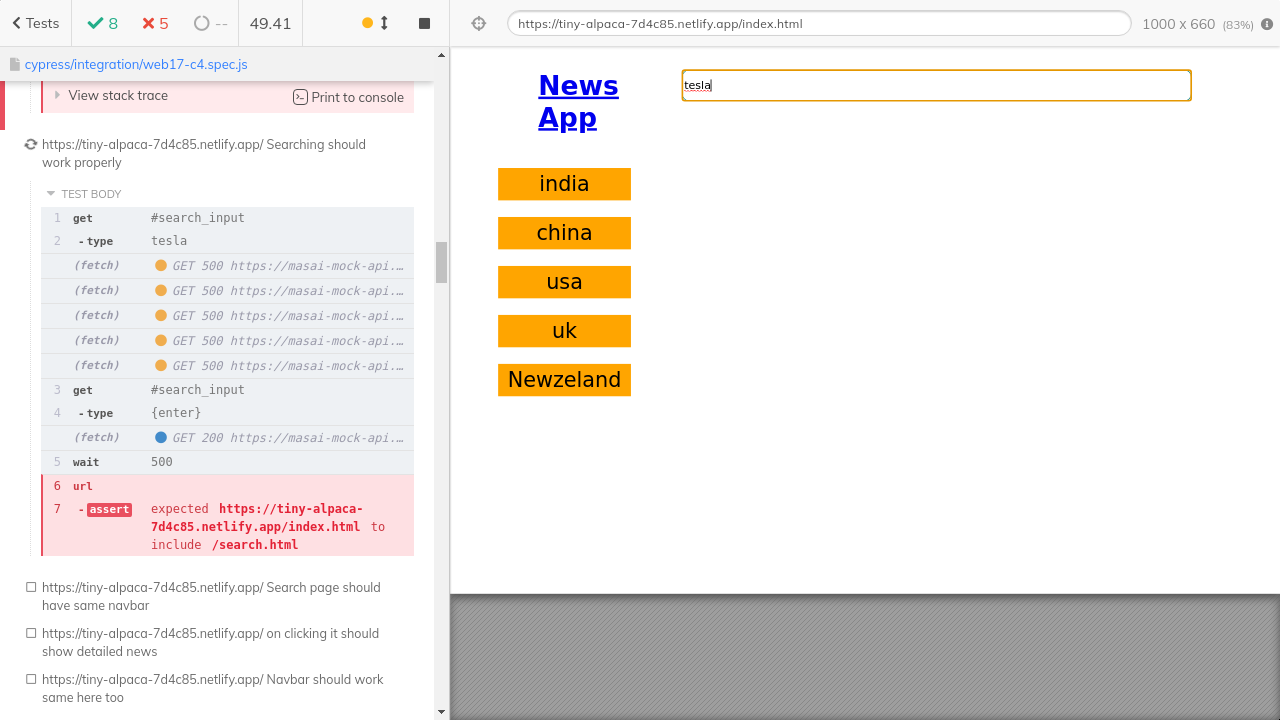 Tests
8
5
--
49.41
cypress/integration/web17-c4.spec.js
View stack trace
Print to console
https://tiny-alpaca-7d4c85.netlify.app/ Searching should
work properly
TEST BODY
1 get #search_input
2 -type tesla
(fetch) GET 500 https://masai-mock-api.…
(fetch) GET 500 https://masai-mock-api.…
(fetch) GET 500 https://masai-mock-api.…
(fetch) GET 500 https://masai-mock-api.…
(fetch) GET 500 https://masai-mock-api.…
3 get #search_input
4 -type {enter}
(fetch) GET 200 https://masai-mock-api.…
5 wait 500
6 url
7 -assert expected https://tiny-alpaca-
7d4c85.netlify.app/index.html to
include /search.html
https://tiny-alpaca-7d4c85.netlify.app/ Search page should
have same navbar
https://tiny-alpaca-7d4c85.netlify.app/ on clicking it should
show detailed news
https://tiny-alpaca-7d4c85.netlify.app/ Navbar should work
same here too
https://tiny-alpaca-7d4c85.netlify.app/index.html
1000 x 660 (83%)
News
App
tesla
india
china
usa
uk
Newzeland